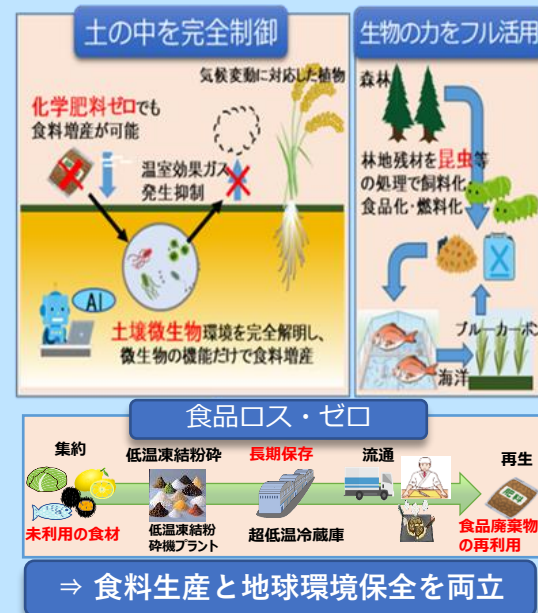 土の中を完全制御
気候変動に対応した植物
化学肥料ゼロでも
食料増産が可能
温室効果ガス
発生抑制
AI
土壌微生物環境を完全解明し、
微生物の機能だけで食料増産
生物の力をフル活用
森林
林地残材を昆虫等
の処理で飼料化
食品化・燃料化
ブルーカーボン
海洋
食品ロス・ゼロ
集約
低温凍結粉砕
長期保存
流通
再生
肥料
未利用の食材
低温凍結粉
砕機プラント
超低温冷蔵庫
食品廃棄物
の再利用
⇒ 食料生産と地球環境保全を両立